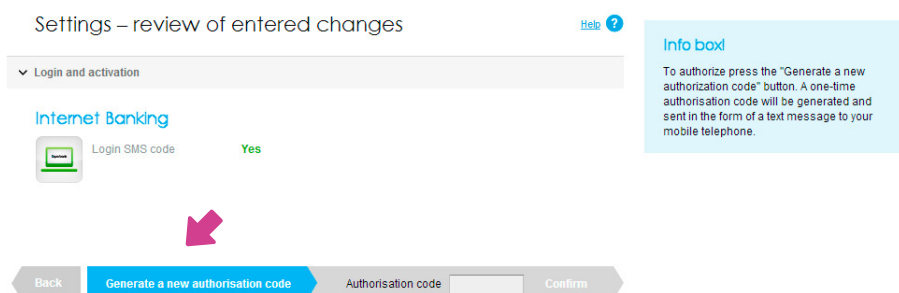 Settings – review of entered changes
Help ?
Login and activation
Internet Banking
Login SMS code Yes
Info box!
To authorize press the "Generate a new
authorization code" button. A one-time
authorisation code will be generated and
sent in the form of a text message to your
mobile telephone.
Back Generate a new authorisation code Authorisation code Confirm